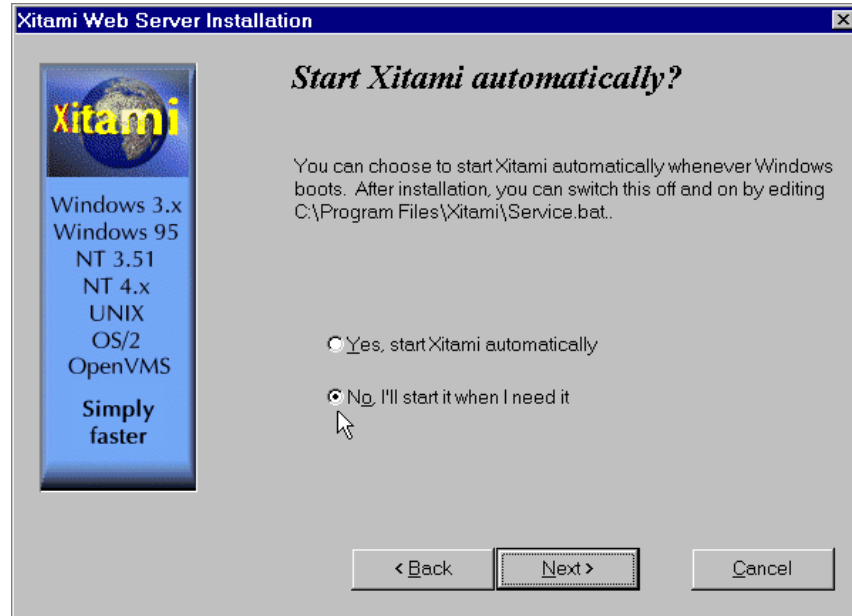 Xitami Web Server Installation
Xitami
Windows 3.x
Windows 95
NT 3.51
NT 4.x
UNIX
OS/2
OpenVMS
Simply
faster
Start Xitami automatically?
You can choose to start Xitami automatically whenever Windows
boots. After installation, you can switch this off and on by editing
C:\Program Files\Xitami\Service.bat..
Yes, start Xitami automatically
No, I'll start it when I need it
< Back
Next >
Cancel